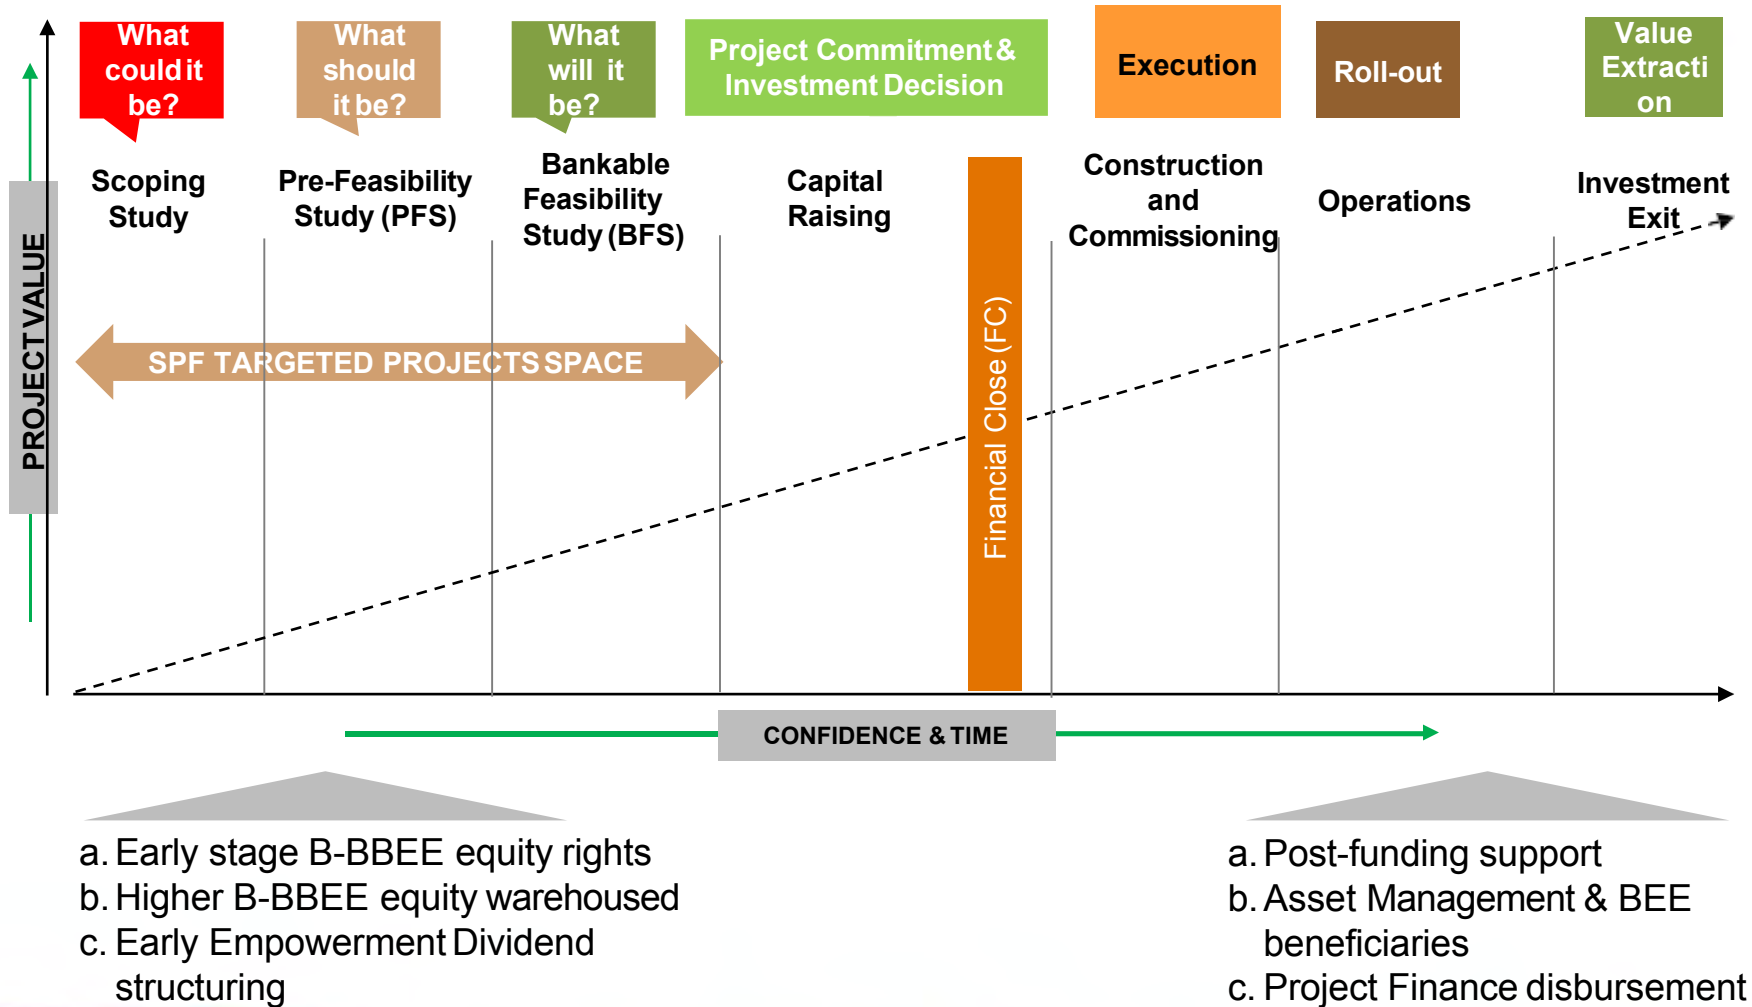 What
could it
be?
What
should
it be?
What
will it
be?
Project Commitment &
Investment Decision
Execution
Roll-out
Value
Extracti
on
Scoping
Study
Pre-Feasibility
Study (PFS)
Bankable
Feasibility
Study (BFS)
Capital
Raising
Construction
and
Commissioning
Operations
Investment
Exit
PROJECT VALUE
SPF TARGETED PROJECTS SPACE
Financial Close (FC)
CONFIDENCE & TIME
a. Early stage B-BBEE equity rights
b. Higher B-BBEE equity warehoused
c. Early Empowerment Dividend
structuring
a. Post-funding support
b. Asset Management & BEE
beneficiaries
c. Project Finance disbursement